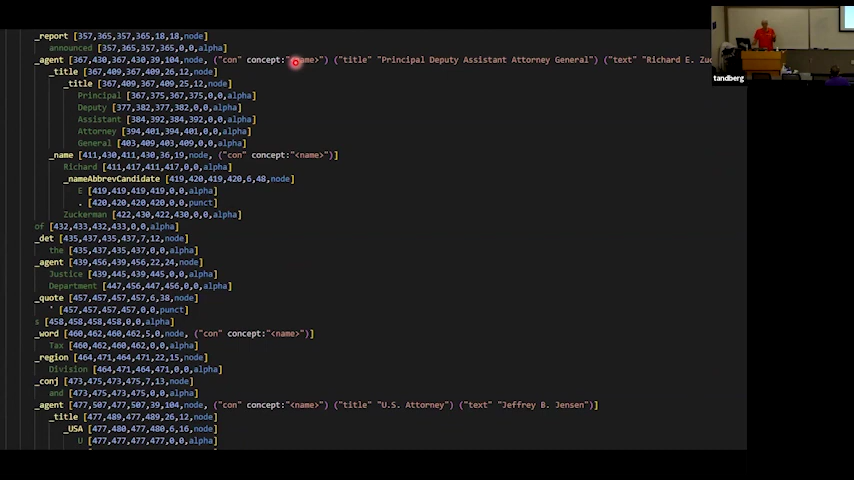 _report [357,365,357,365,18,18,node]
announced [357,365,357,365,0,0,alpha]
_agent [367,430,367,430,39,104,node, ("con" concept:"<name>") ("title" "Principal Deputy Assistant Attorney General") ("text" "Richard E.
_title [367,409,367,409,26,12,node]
_title [367,409,367,409,25,12,node]
Principal [367,375,367,375,0,0,alpha]
Deputy [377,382,377,382,0,0,alpha]
Assistant [384,392,384,392,0,0,alpha]
Attorney [394,401,394,401,0,0,alpha]
General [403,409,403,409,0,0,alpha]
_name [411,430,411,430,36,19,node, ("con" concept:"<name>")]
Richard [411,417,411,417,0,0,alpha]
_nameAbbrevCandidate [419,420,419,420,6,48,node]
E [419,419,419,419,0,0,alpha]
. [420,420,420,420,0,0,punct]
Zuckerman [422,430,422,430,0,0,alpha]
of [432,433,432,433,0,0,alpha]
_det [435,437,435,437,7,12,node]
the [435,437,435,437,0,0,alpha]
_agent [439,456,439,456,22,24,node]
Justice [439,445,439,445,0,0,alpha]
Department [447,456,447,456,0,0,alpha]
_quote [457,457,457,457,6,38,node]
' [457,457,457,457,0,0,punct]
s [458,458,458,458,0,0,alpha]
_word [460,462,460,462,5,0,node, ("con" concept:"<name>")]
Tax [460,462,460,462,0,0,alpha]
_region [464,471,464,471,22,15,node]
Division [464,471,464,471,0,0,alpha]
_conj [473,475,473,475,7,13,node]
and [473,475,473,475,0,0,alpha]
_agent [477,507,477,507,39,104,node, ("con" concept:"<name>") ("title" "U.S. Attorney") ("text" "Jeffrey B. Jensen")]
_title [477,489,477,489,26,12,node]
_USA [477,480,477,480,6,16,node]
U [477,477,477,477,0,0,alpha]
tandberg